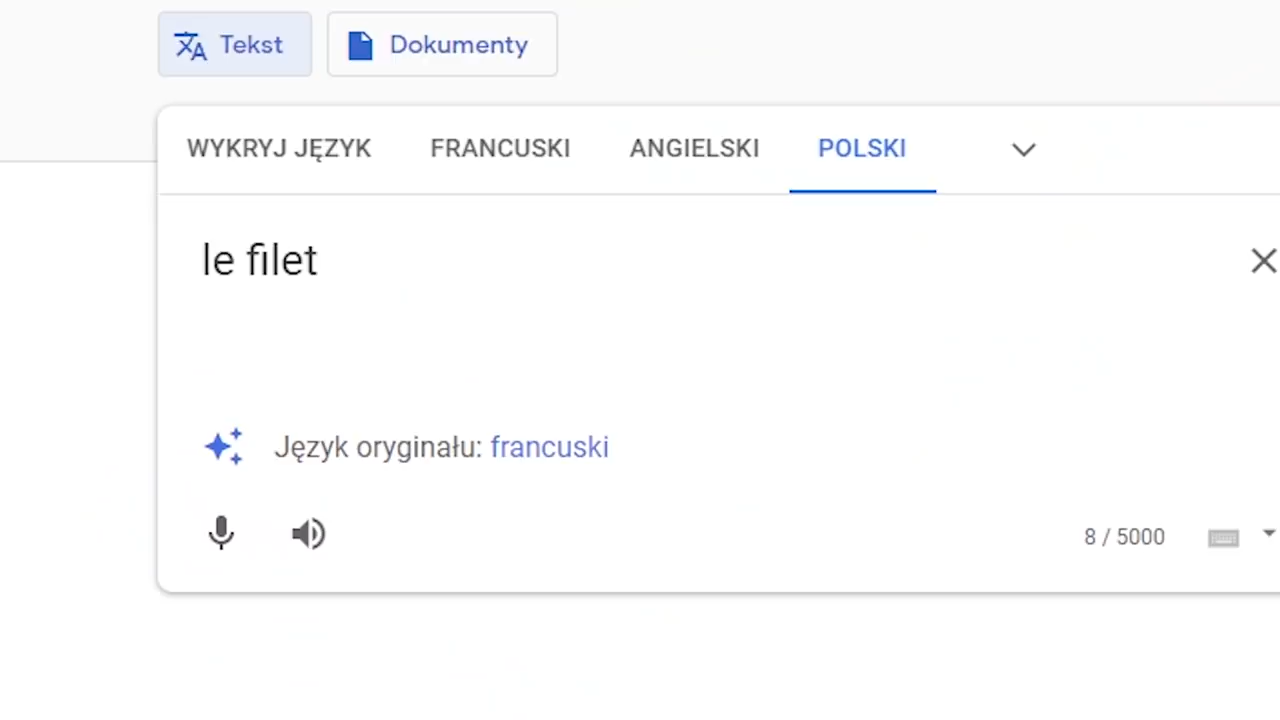 Tekst Dokumenty
WYKRYJ JĘZYK FRANCUSKI ANGIELSKI POLSKI
le filet
Język oryginału: francuski
8 / 5000